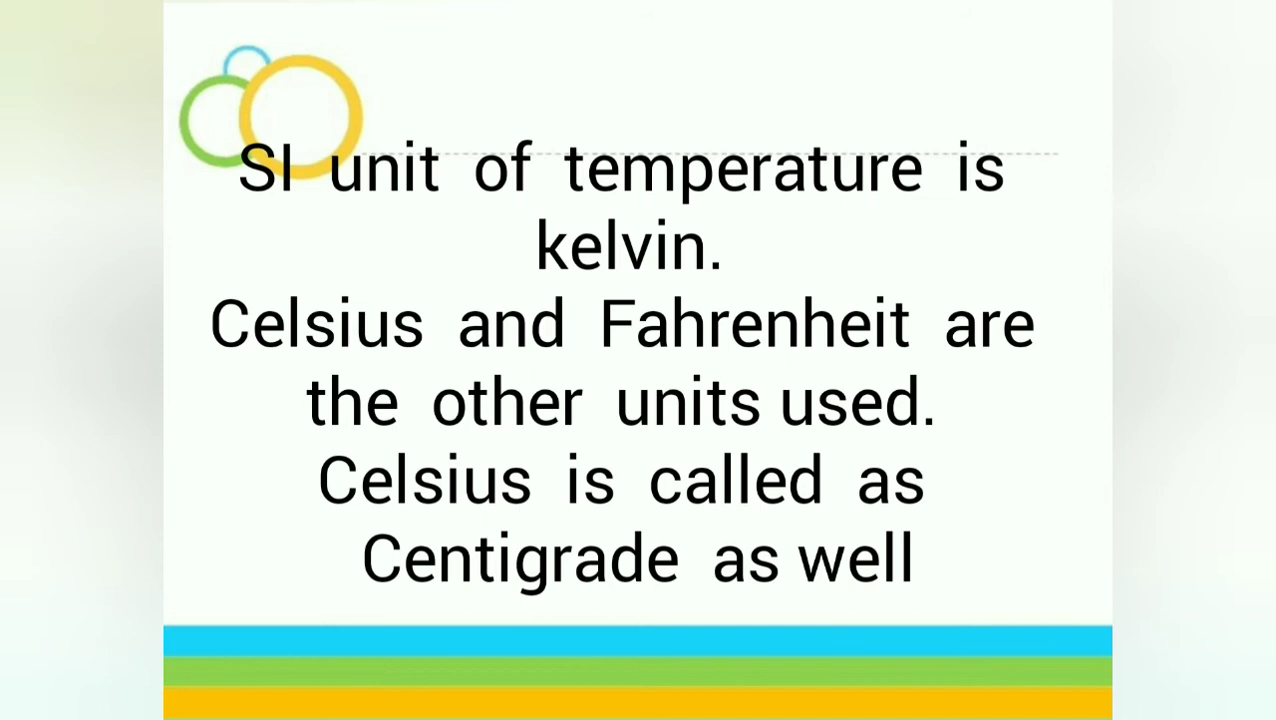 SI unit of temperature is
kelvin.
Celsius and Fahrenheit are
the other units used.
Celsius is called as
Centigrade as well